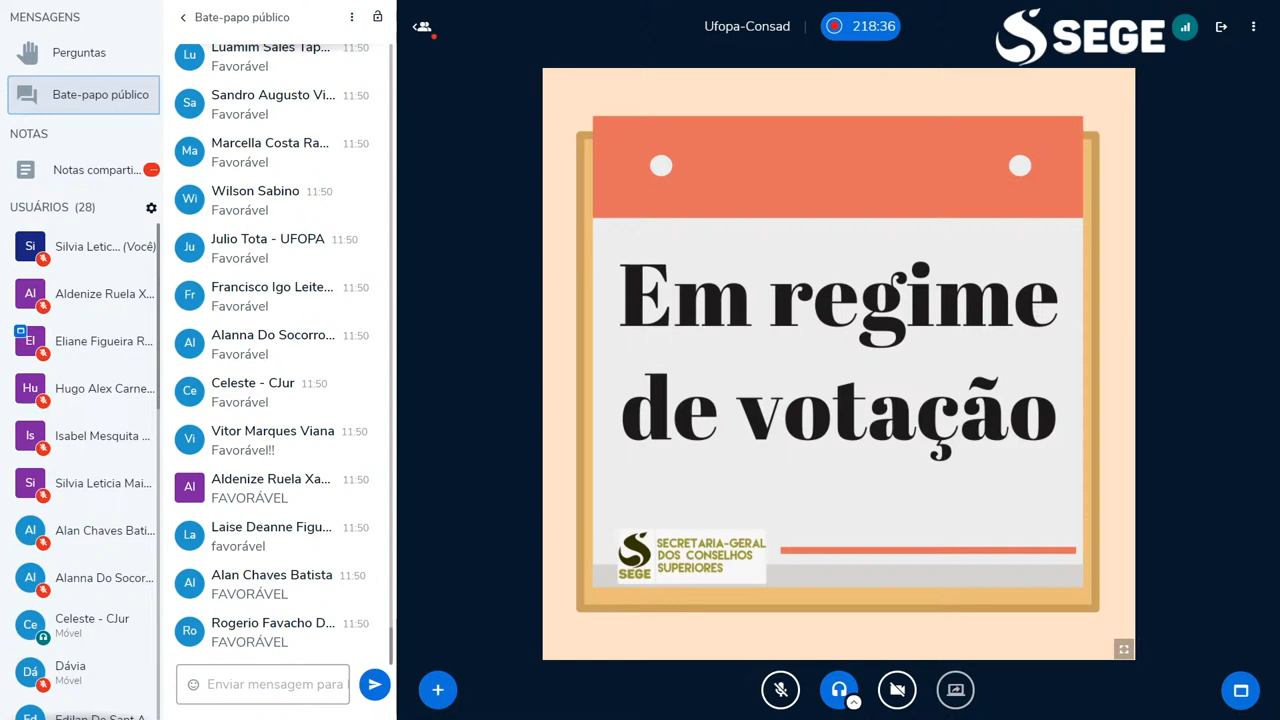 MENSAGENS
Perguntas
Bate-papo público
NOTAS
Notas comparti...
USUÁRIOS (28)
Si Silvia Letic... (Você)
Al Aldenize Ruela X...
El Eliane Figueira R...
Hu Hugo Alex Carne...
Is Isabel Mesquita ...
Si Silvia Leticia Mai...
Al Alan Chaves Bati...
Al Alanna Do Socor...
Ce Celeste - CJur
Móvel
Dá Dávia
Móvel
Ed Edilan De Sant A...
Bate-papo público
Lu Luamim Sales Tap... 11:50
Favorável
Sa Sandro Augusto Vi... 11:50
Favorável
Ma Marcella Costa Ra... 11:50
Favorável
Wi Wilson Sabino 11:50
Favorável
Ju Julio Tota - UFOPA 11:50
Favorável
Fr Francisco Igo Leite... 11:50
Favorável
Al Alanna Do Socorro... 11:50
Favorável
Ce Celeste - CJur 11:50
Favorável
Vi Vitor Marques Viana 11:50
Favorável!!
Al Aldenize Ruela Xa... 11:50
FAVORÁVEL
La Laise Deanne Figu... 11:50
favorável
Al Alan Chaves Batista 11:50
FAVORÁVEL
Ro Rogerio Favacho D... 11:50
FAVORÁVEL
Enviar mensagem para
Ufopa-Consad
218:36
SEGE
Em regime
de votação
SEGE
SECRETARIA-GERAL
DOS CONSELHOS
SUPERIORES